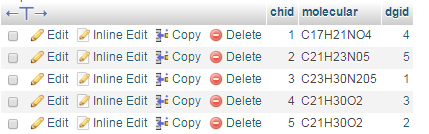 chid molecular dgid
Edit Inline Edit Copy Delete 1 C17H21NO4 4
Edit Inline Edit Copy Delete 2 C21H23N05 5
Edit Inline Edit Copy Delete 3 C23H30N205 1
Edit Inline Edit Copy Delete 4 C21H30O2 3
Edit Inline Edit Copy Delete 5 C21H30O2 2